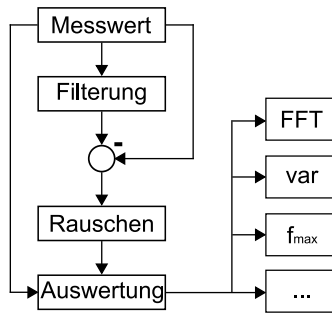 Messwert
Filterung
-
Rauschen
Auswertung
FFT
var
fmax
...